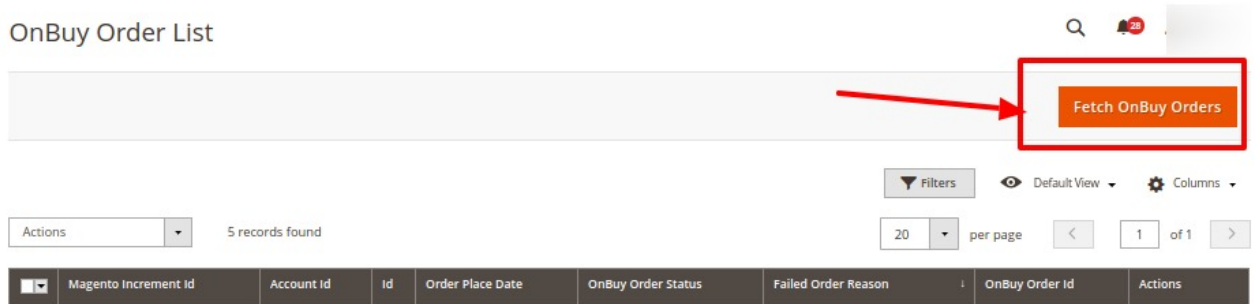 OnBuy Order List
28
Fetch OnBuy Orders
Filters
Default View
Columns
Actions
5 records found
20
per page
1
of 1
Magento Increment Id
Account Id
Id
Order Place Date
OnBuy Order Status
Failed Order Reason
OnBuy Order Id
Actions